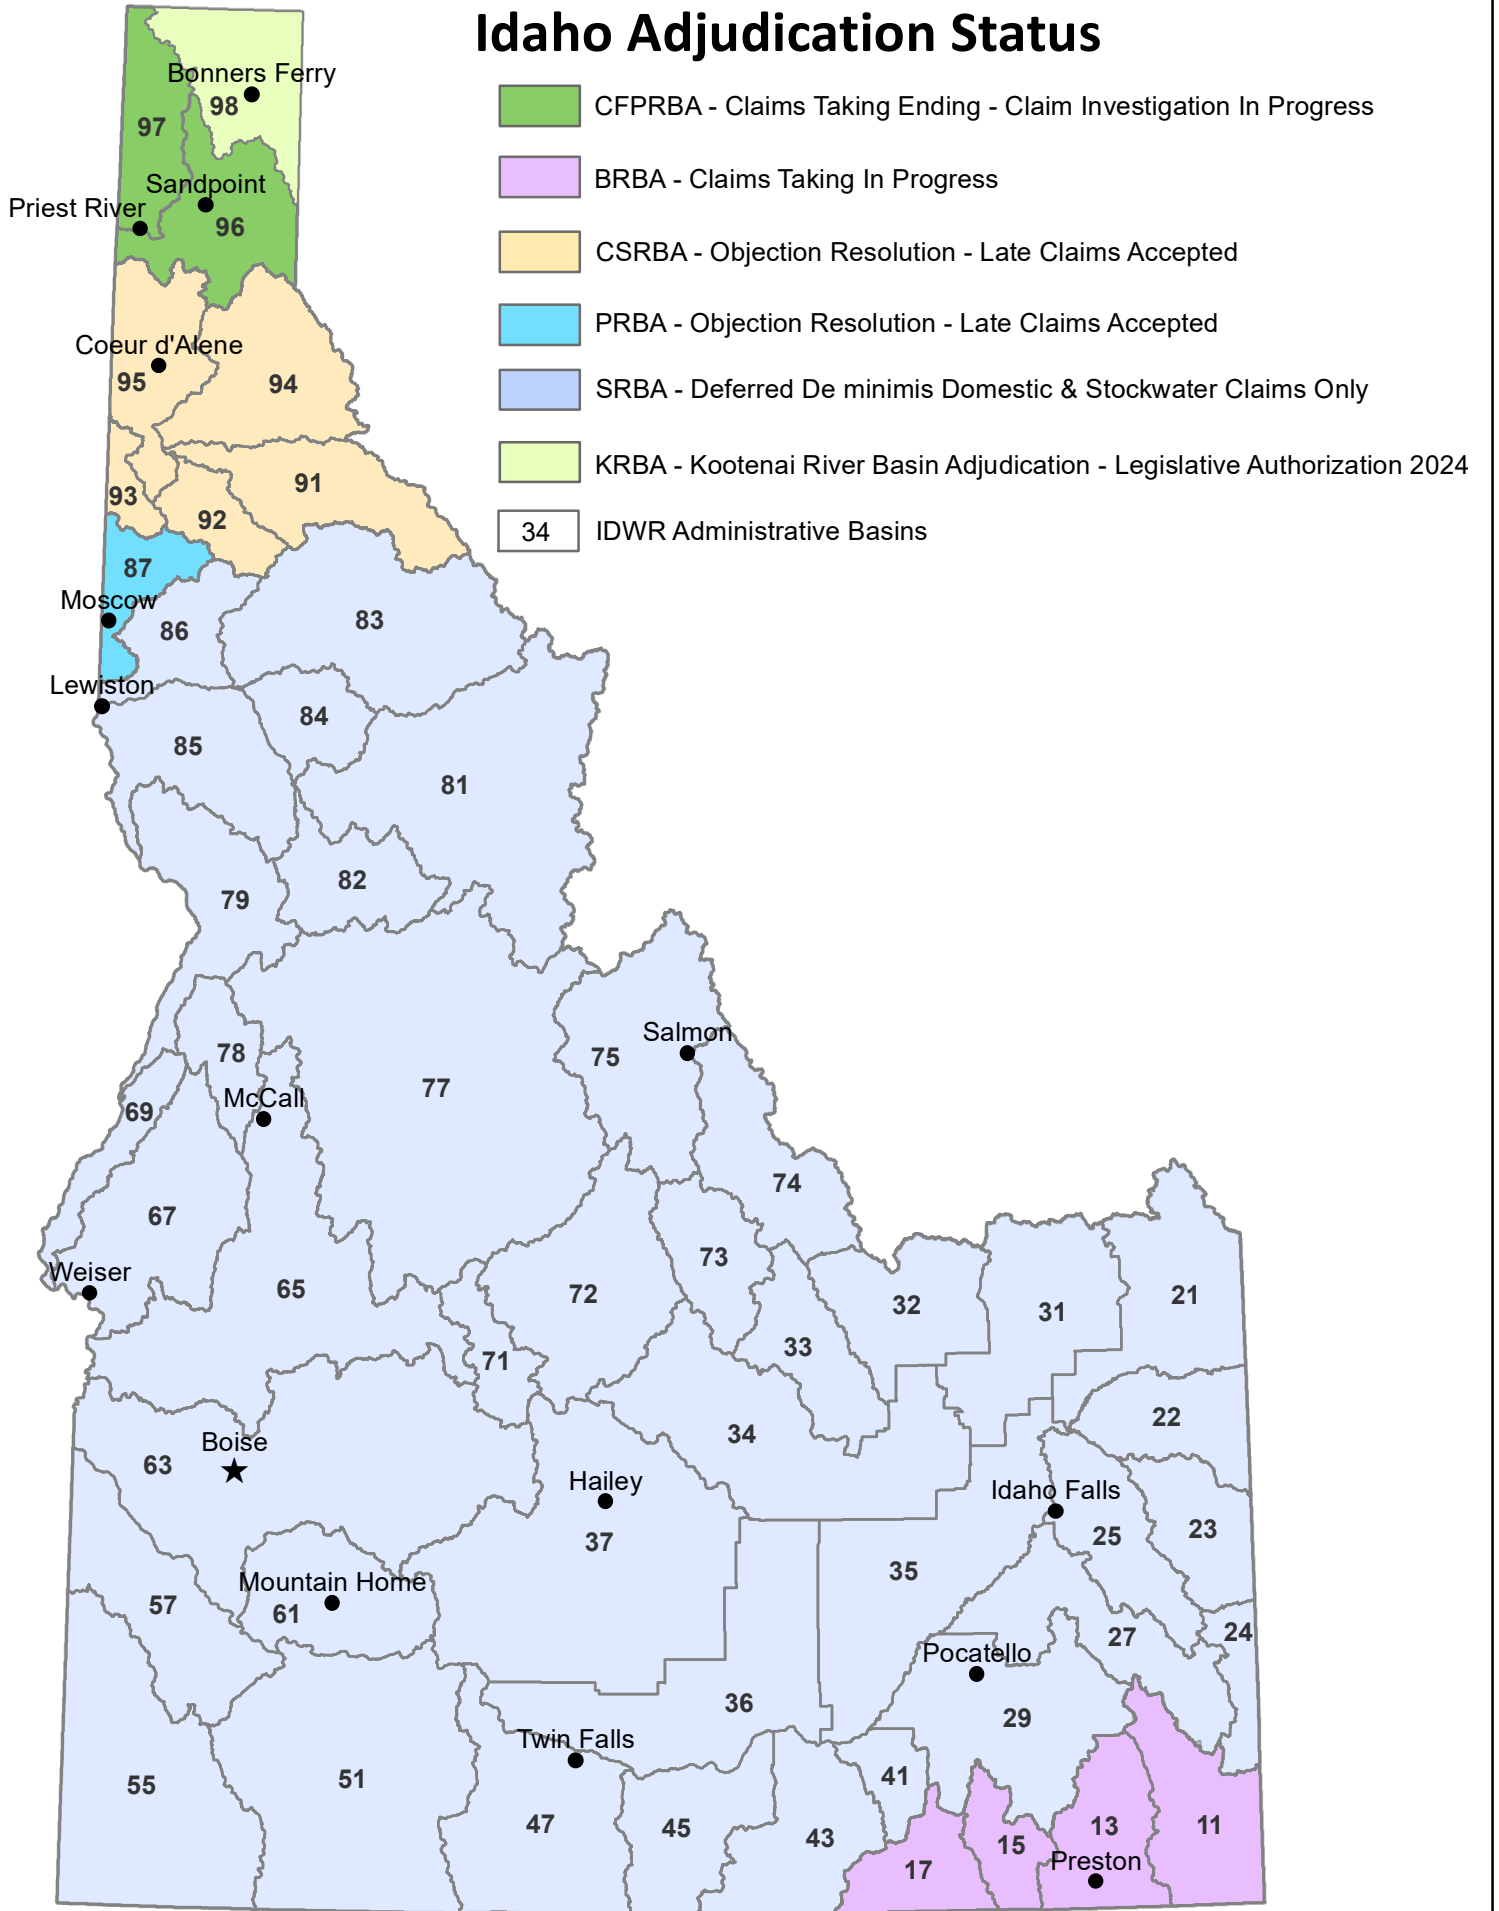 Idaho Adjudication Status
CFPRBA - Claims Taking Ending - Claim Investigation In Progress
BRBA - Claims Taking In Progress
CSRBA - Objection Resolution - Late Claims Accepted
PRBA - Objection Resolution - Late Claims Accepted
SRBA - Deferred De minimis Domestic & Stockwater Claims Only
KRBA - Kootenai River Basin Adjudication - Legislative Authorization 2024
34 IDWR Administrative Basins
Bonners Ferry
98
97
Sandpoint
Priest River
96
Coeur d'Alene
95
94
91
93
92
87
Moscow
86
83
Lewiston
84
85
81
82
79
Salmon
78
75
77
McCall
69
74
67
73
Weiser
65
72
21
32
31
33
71
22
34
Boise
63
Hailey
Idaho Falls
37
25
23
35
Mountain Home
57
61
27
24
Pocatello
36
29
Twin Falls
55
51
41
47
45
43
13
11
15
Preston
17